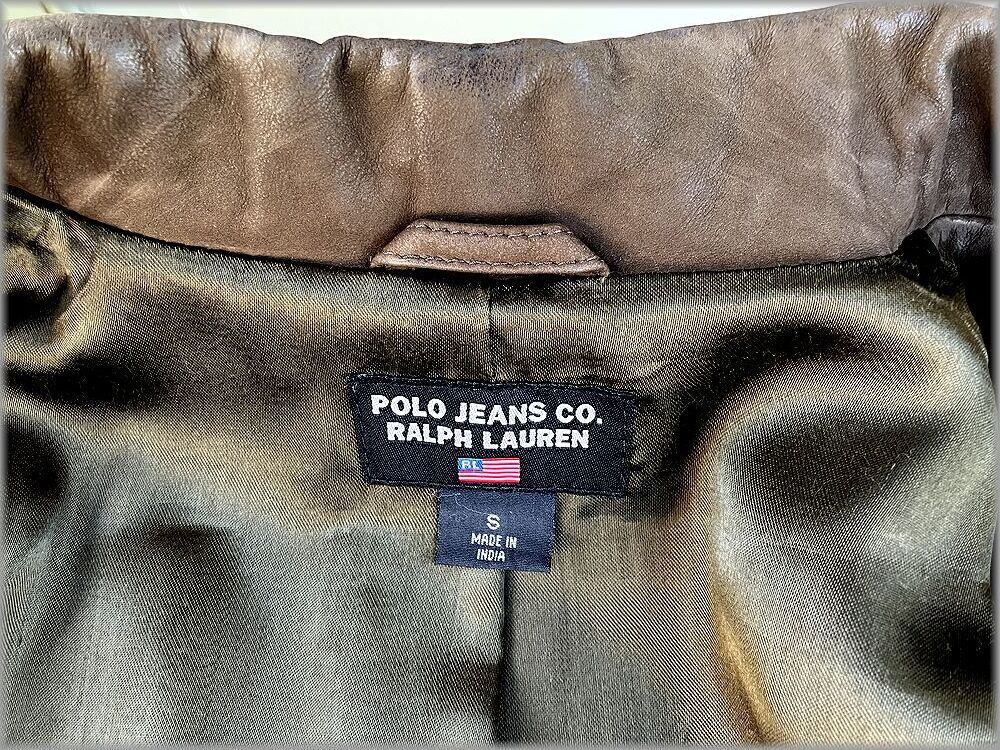 POLO JEANS CO.
RALPH LAUREN
RL
S
MADE IN
INDIA